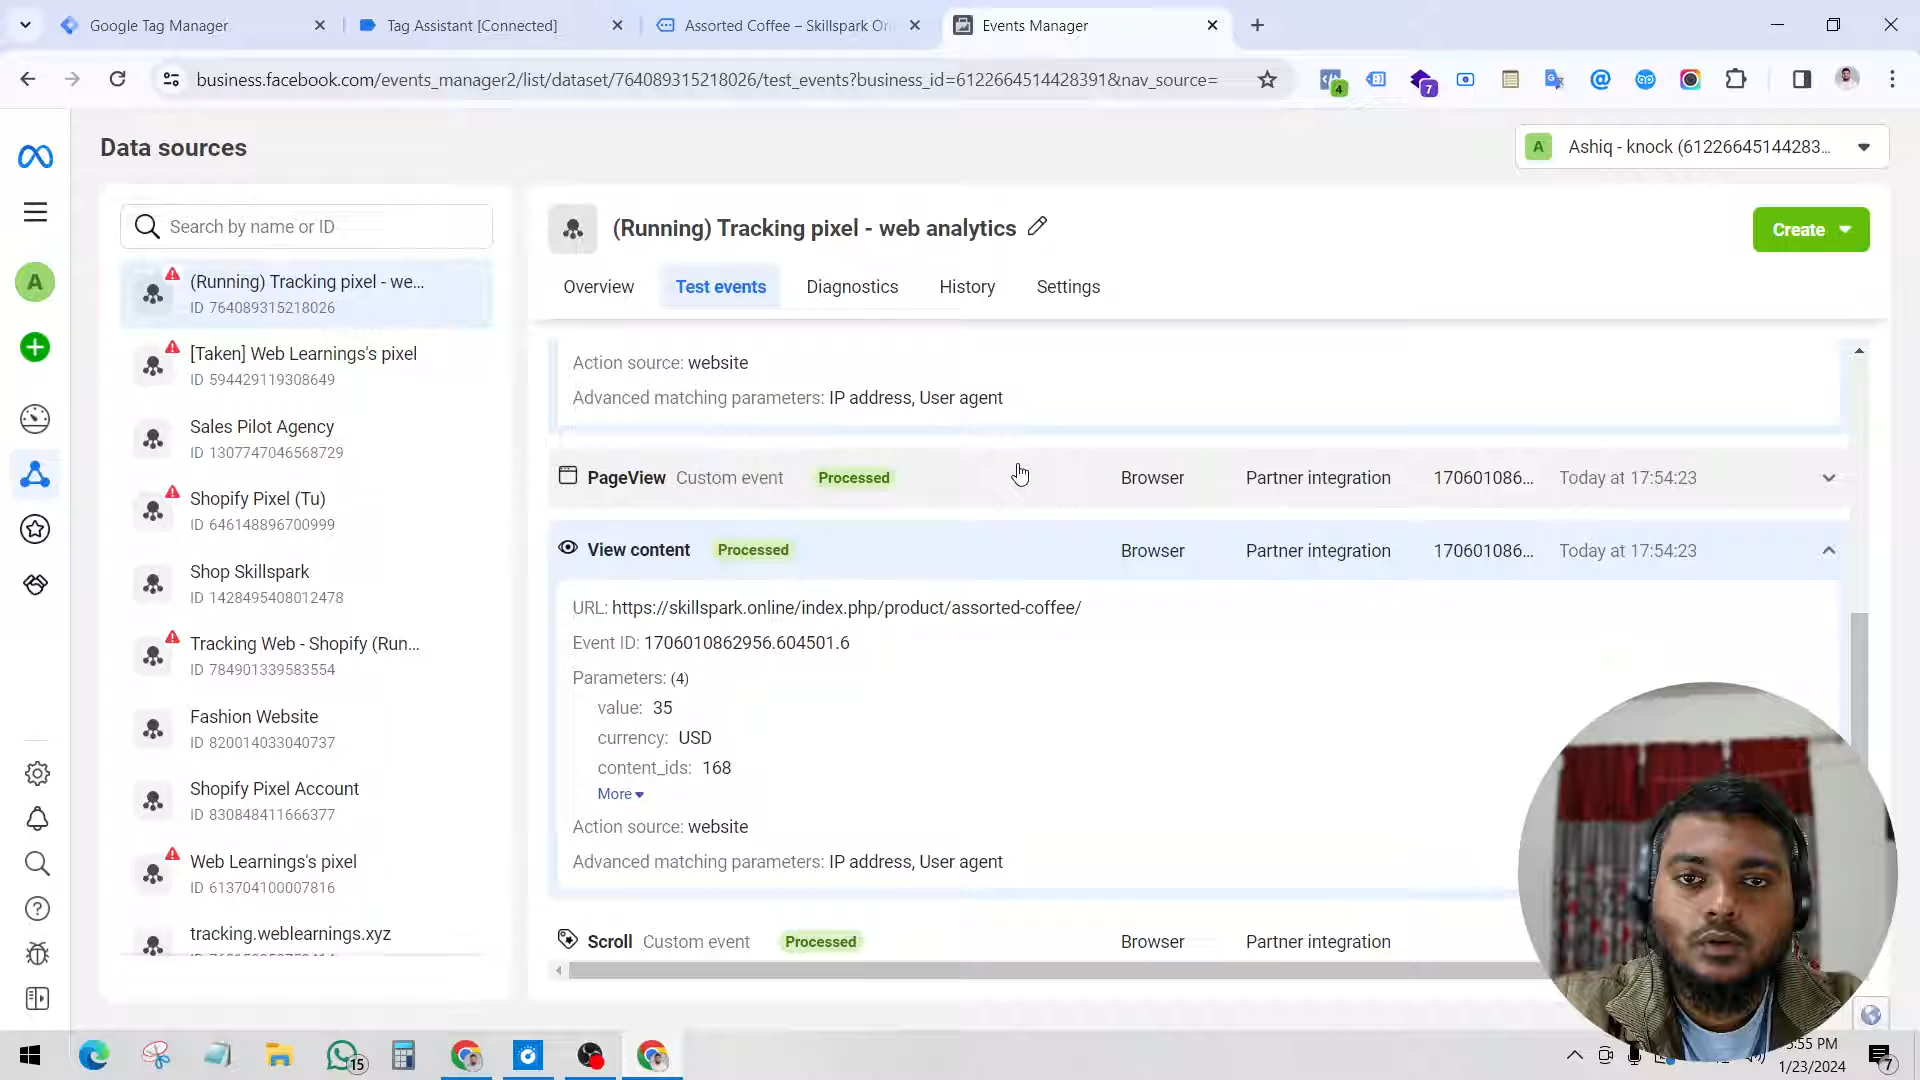 Google Tag Manager
Tag Assistant [Connected]
Assorted Coffee – Skillspark On
Events Manager
business.facebook.com/events_manager2/list/dataset/764089315218026/test_events?business_id=6122664514428391&nav_source=
4
7
Data sources
A
Ashiq - knock (61226645144283...
Search by name or ID
(Running) Tracking pixel - web analytics
Create
A
(Running) Tracking pixel - we...
ID 764089315218026
Overview
Test events
Diagnostics
History
Settings
[Taken] Web Learnings's pixel
ID 594429119308649
Sales Pilot Agency
ID 1307747046568729
Shopify Pixel (Tu)
ID 646148896700999
Shop Skillspark
ID 1428495408012478
Tracking Web - Shopify (Run...
ID 784901339583554
Fashion Website
ID 820014033040737
Shopify Pixel Account
ID 830848411666377
Web Learnings's pixel
ID 613704100007816
tracking.weblearnings.xyz
Action source: website
Advanced matching parameters: IP address, User agent
PageView Custom event Processed Browser Partner integration 170601086... Today at 17:54:23
View content Processed Browser Partner integration 170601086... Today at 17:54:23
URL: https://skillspark.online/index.php/product/assorted-coffee/
Event ID: 1706010862956.604501.6
Parameters: (4)
value: 35
currency: USD
content_ids: 168
More
Action source: website
Advanced matching parameters: IP address, User agent
Scroll Custom event Processed Browser Partner integration
15
5:55 PM
1/23/2024
7